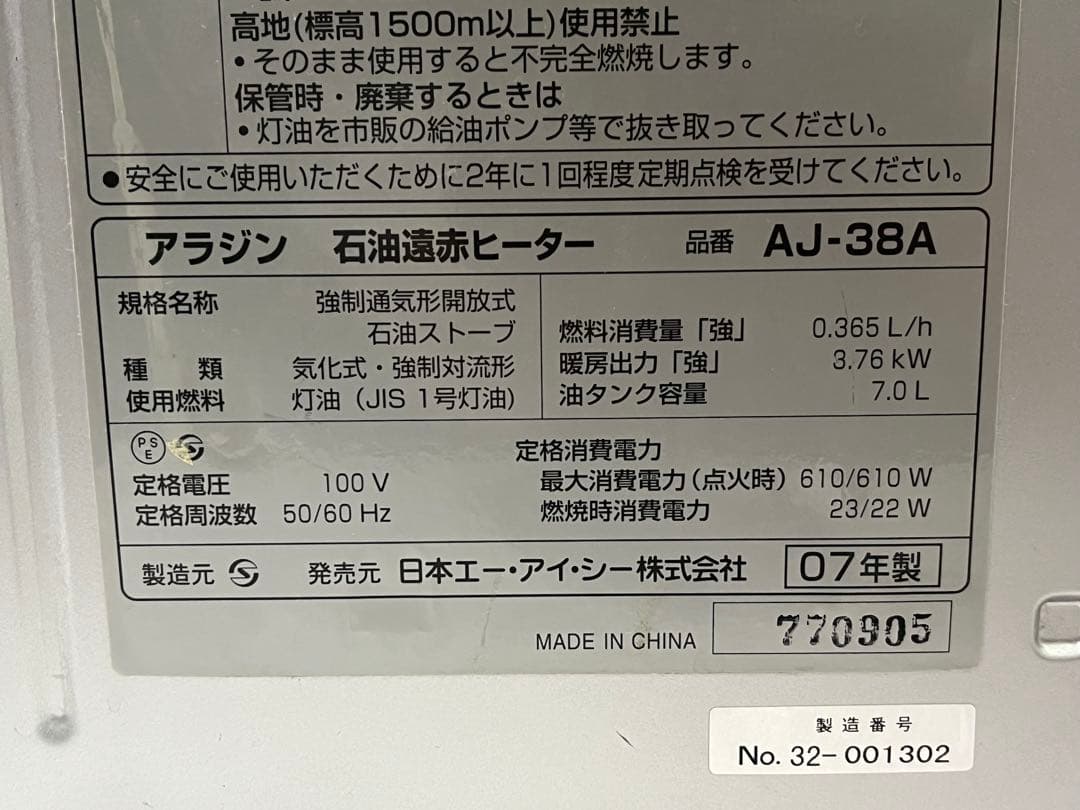 高地(標高1500m以上)使用禁止
•そのまま使用すると不完全燃焼します。
保管時・廃棄するときは
•灯油を市販の給油ポンプ等で抜き取ってください。
●安全にご使用いただくために2年に1回程度定期点検を受けてください。
アラジン 石油遠赤ヒーター 品番 AJ-38A
規格名称 強制通気形開放式
石油ストーブ
種類 気化式・強制対流形
使用燃料 灯油(JIS 1号灯油)
燃料消費量「強」 0.365 L/h
暖房出力「強」 3.76 kW
油タンク容量 7.0 L
PSE
定格電圧 100 V
定格周波数 50/60 Hz
定格消費電力
最大消費電力(点火時) 610/610 W
燃焼時消費電力 23/22 W
製造元 発売元 日本エー・アイ・シー株式会社 07年製
MADE IN CHINA 770905
製造番号
No. 32-001302